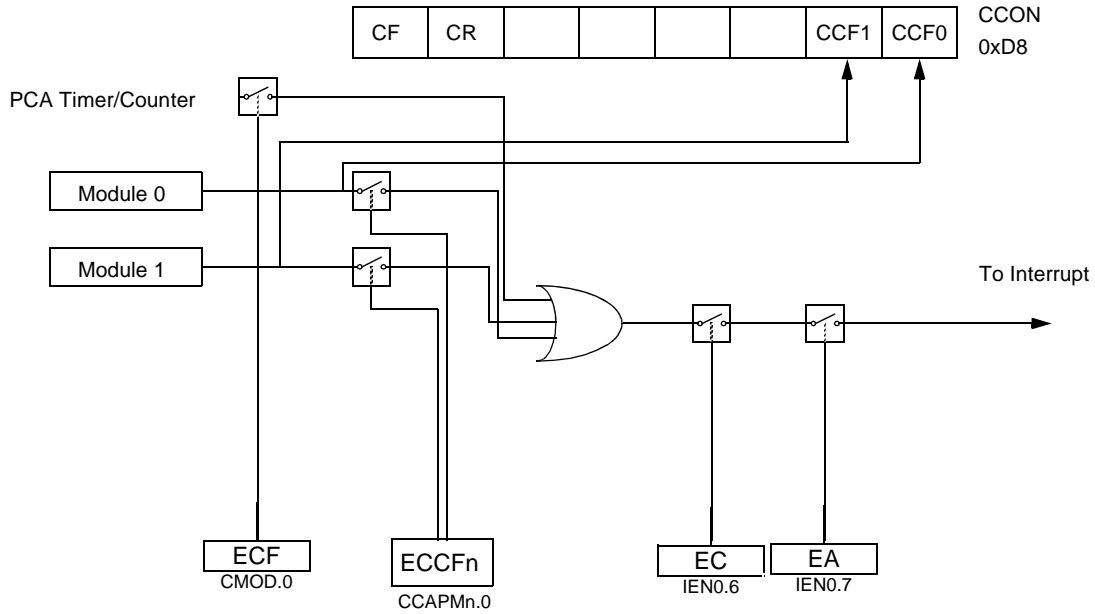 CF CR CCF1 CCF0
CCON
0xD8
PCA Timer/Counter
Module 0
Module 1
To Interrupt
ECF
CMOD.0
ECCFn
CCAPMn.0
EC
IEN0.6
EA
IEN0.7